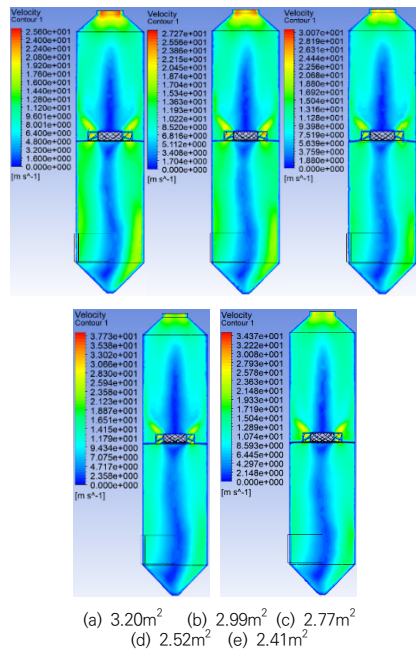 Velocity
Contour 1
2.560e+001
2.400e+001
2.240e+001
2.080e+001
1.920e+001
1.760e+001
1.600e+001
1.440e+001
1.280e+001
1.120e+001
9.601e+000
8.001e+000
6.400e+000
4.800e+000
3.200e+000
1.600e+000
0.000e+000
[m s^-1]
Velocity
Contour 1
2.727e+001
2.556e+001
2.386e+001
2.215e+001
2.045e+001
1.874e+001
1.704e+001
1.534e+001
1.363e+001
1.193e+001
1.022e+001
8.520e+000
6.816e+000
5.112e+000
3.408e+000
1.704e+000
0.000e+000
[m s^-1]
Velocity
Contour 1
3.007e+001
2.819e+001
2.631e+001
2.444e+001
2.256e+001
2.068e+001
1.880e+001
1.692e+001
1.504e+001
1.316e+001
1.128e+001
9.398e+000
7.519e+000
5.639e+000
3.759e+000
1.880e+000
0.000e+000
[m s^-1]
Velocity
Contour 1
3.773e+001
3.538e+001
3.302e+001
3.066e+001
2.830e+001
2.594e+001
2.358e+001
2.123e+001
1.887e+001
1.651e+001
1.415e+001
1.179e+001
9.434e+000
7.075e+000
4.717e+000
2.358e+000
0.000e+000
[m s^-1]
Velocity
Contour 1
3.437e+001
3.222e+001
3.008e+001
2.793e+001
2.578e+001
2.363e+001
2.148e+001
1.933e+001
1.719e+001
1.504e+001
1.289e+001
1.074e+001
8.593e+000
6.445e+000
4.297e+000
2.148e+000
0.000e+000
[m s^-1]
(a) 3.20m² (b) 2.99m² (c) 2.77m²
(d) 2.52m² (e) 2.41m²